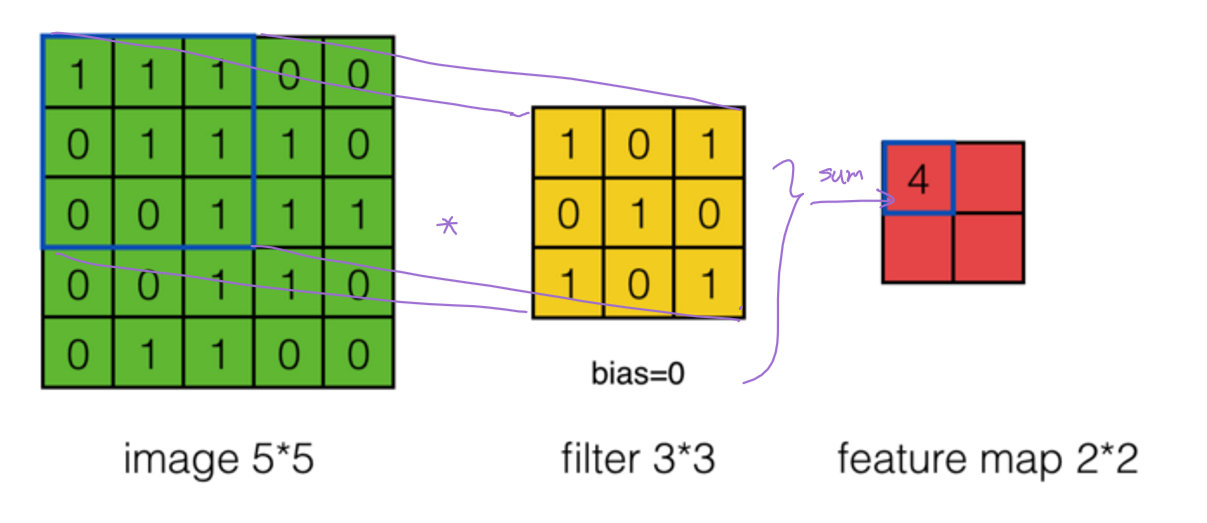 1 1 1 0 0
0 1 1 1 0
0 0 1 1 1
0 0 1 1 0
0 1 1 0 0
*
1 0 1
0 1 0
1 0 1
bias=0
sum
4
image 5*5
filter 3*3
feature map 2*2